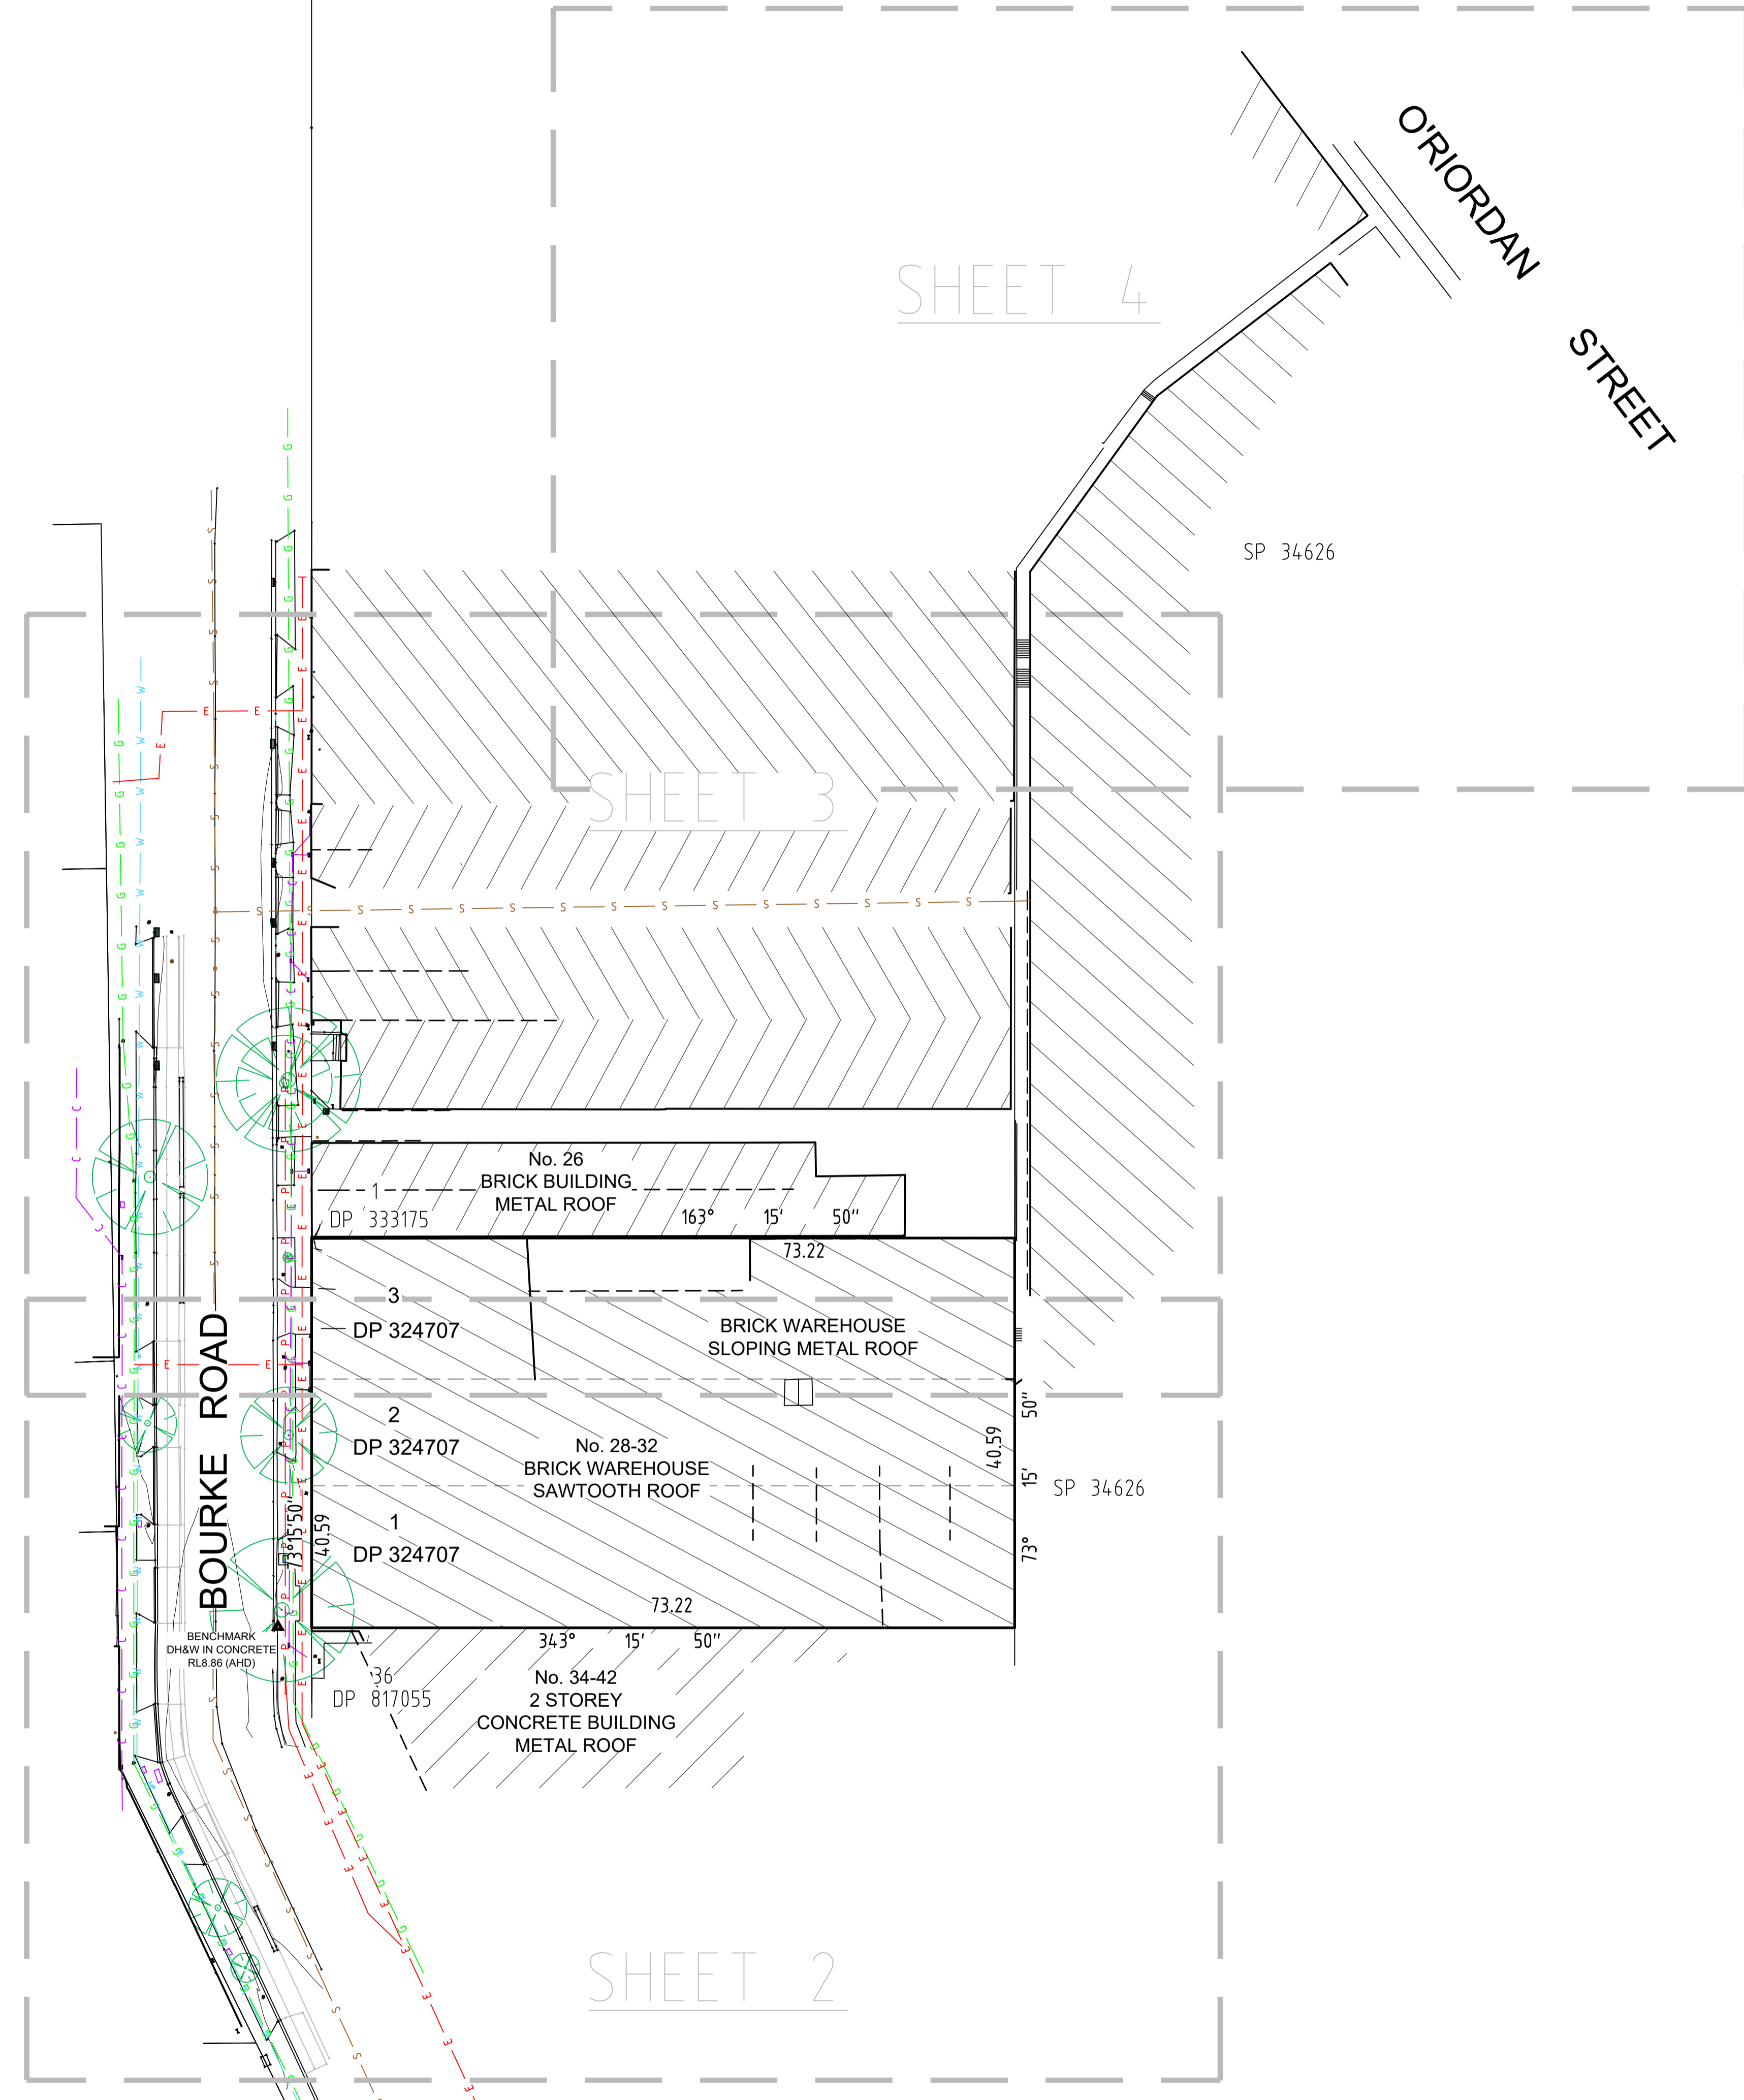 O'RIORDAN
STREET
SHEET 4
SP 34626
SHEET 3
No. 26
BRICK BUILDING
METAL ROOF
1
DP 333175
163° 15' 50"
73.22
3
DP 324707
BRICK WAREHOUSE
SLOPING METAL ROOF
BOURKE ROAD
2
DP 324707
No. 28-32
BRICK WAREHOUSE
SAWTOOTH ROOF
40.59
73° 15' 50"
SP 34626
1
DP 324707
73°15'50"
40.59
73.22
343° 15' 50"
BENCHMARK
DH&W IN CONCRETE
RL8.86 (AHD)
36
DP 817055
No. 34-42
2 STOREY
CONCRETE BUILDING
METAL ROOF
SHEET 2